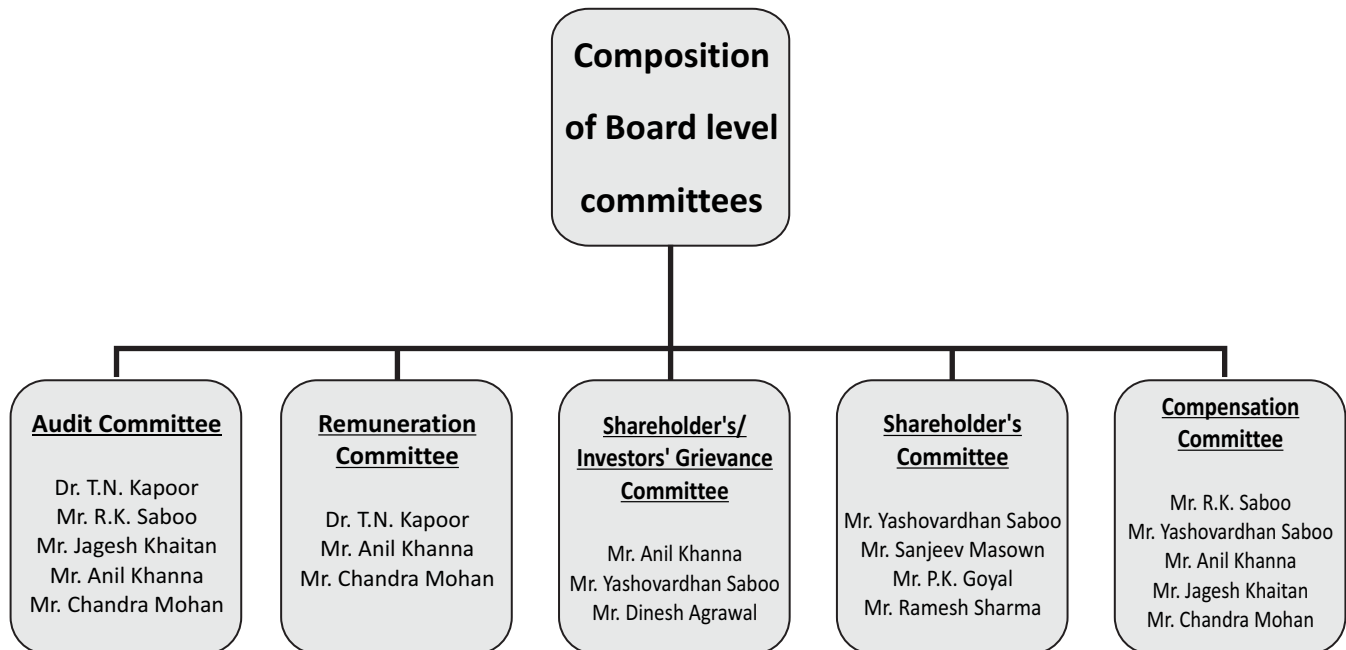 Composition
of Board level
committees
Audit Committee
Dr. T.N. Kapoor
Mr. R.K. Saboo
Mr. Jagesh Khaitan
Mr. Anil Khanna
Mr. Chandra Mohan
Remuneration
Committee
Dr. T.N. Kapoor
Mr. Anil Khanna
Mr. Chandra Mohan
Shareholder's/
Investors' Grievance
Committee
Mr. Anil Khanna
Mr. Yashovardhan Saboo
Mr. Dinesh Agrawal
Shareholder's
Committee
Mr. Yashovardhan Saboo
Mr. Sanjeev Masown
Mr. P.K. Goyal
Mr. Ramesh Sharma
Compensation
Committee
Mr. R.K. Saboo
Mr. Yashovardhan Saboo
Mr. Anil Khanna
Mr. Jagesh Khaitan
Mr. Chandra Mohan